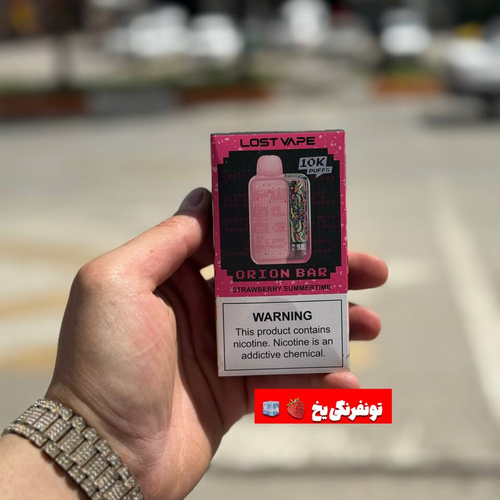 LOST VAPE
10K
PUFFS
ORION BAR
STRAWBERRY SUMMERTIME
WARNING
This product contains
nicotine. Nicotine is an
addictive chemical.
توتفرنگی یخ 🍓 🧊